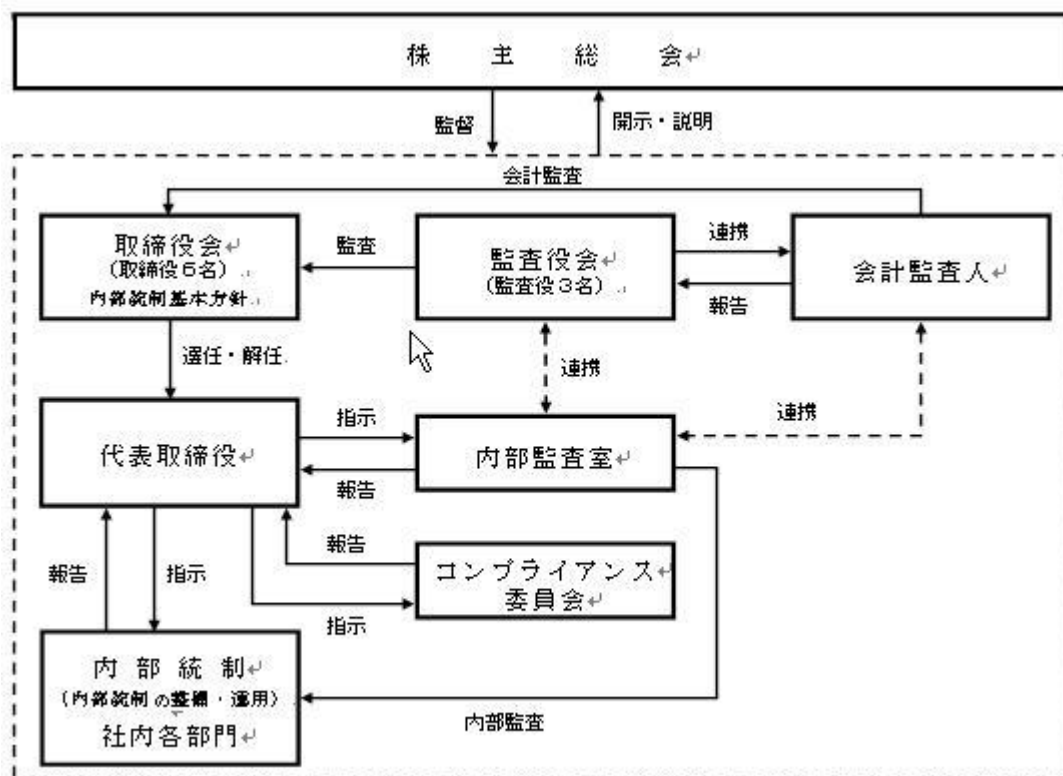 株主総会
監督
開示・説明
会計監査
取締役会
(取締役6名)
内部統制基本方針
監査
監査役会
(監査役3名)
連携
報告
会計監査人
選任・解任
連携
連携
代表取締役
指示
報告
内部監査室
報告
指示
報告
指示
コンプライアンス
委員会
内部統制
(内部統制の整備・運用)
社内各部門
内部監査